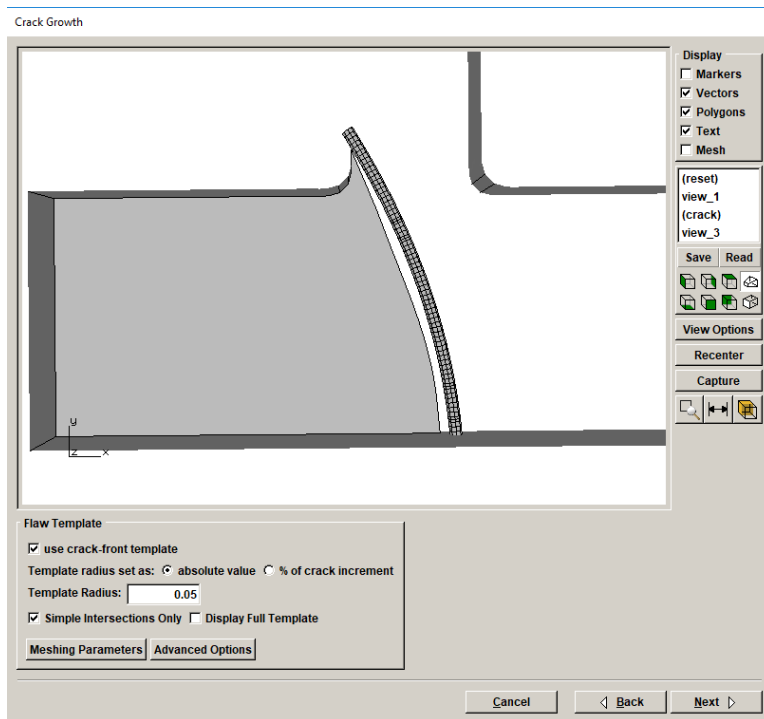 Crack Growth
y
z x
Display
Markers
Vectors
Polygons
Text
Mesh
(reset)
view_1
(crack)
view_3
Save Read
View Options
Recenter
Capture
Flaw Template
use crack-front template
Template radius set as: absolute value % of crack increment
Template Radius: 0.05
Simple Intersections Only Display Full Template
Meshing Parameters Advanced Options
Cancel Back Next